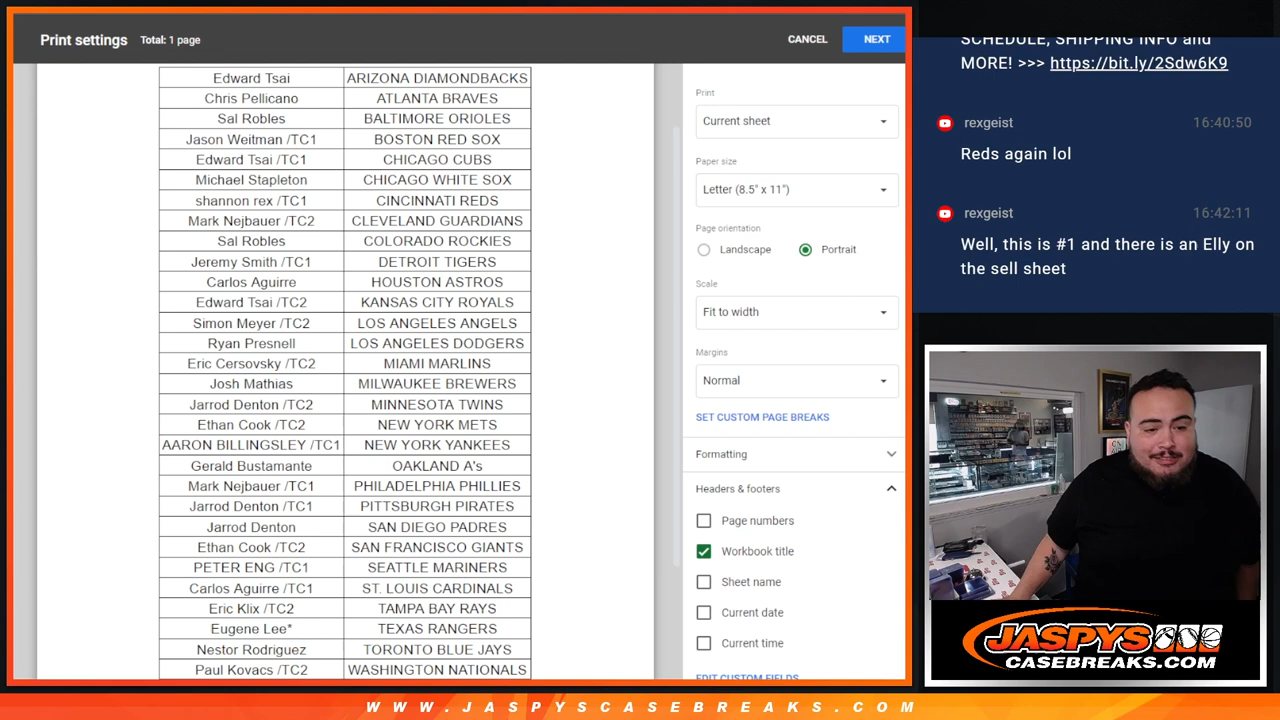 Print settings Total: 1 page
CANCEL NEXT
Edward Tsai ARIZONA DIAMONDBACKS
Chris Pellicano ATLANTA BRAVES
Sal Robles BALTIMORE ORIOLES
Jason Weitman /TC1 BOSTON RED SOX
Edward Tsai /TC1 CHICAGO CUBS
Michael Stapleton CHICAGO WHITE SOX
shannon rex /TC1 CINCINNATI REDS
Mark Nejbauer /TC2 CLEVELAND GUARDIANS
Sal Robles COLORADO ROCKIES
Jeremy Smith /TC1 DETROIT TIGERS
Carlos Aguirre HOUSTON ASTROS
Edward Tsai /TC2 KANSAS CITY ROYALS
Simon Meyer /TC2 LOS ANGELES ANGELS
Ryan Presnell LOS ANGELES DODGERS
Eric Cersovsky /TC2 MIAMI MARLINS
Josh Mathias MILWAUKEE BREWERS
Jarrod Denton /TC2 MINNESOTA TWINS
Ethan Cook /TC2 NEW YORK METS
AARON BILLINGSLEY /TC1 NEW YORK YANKEES
Gerald Bustamante OAKLAND A's
Mark Nejbauer /TC1 PHILADELPHIA PHILLIES
Jarrod Denton /TC1 PITTSBURGH PIRATES
Jarrod Denton SAN DIEGO PADRES
Ethan Cook /TC2 SAN FRANCISCO GIANTS
PETER ENG /TC1 SEATTLE MARINERS
Carlos Aguirre /TC1 ST. LOUIS CARDINALS
Eric Klix /TC2 TAMPA BAY RAYS
Eugene Lee* TEXAS RANGERS
Nestor Rodriguez TORONTO BLUE JAYS
Paul Kovacs /TC2 WASHINGTON NATIONALS
Print
Current sheet
Paper size
Letter (8.5" x 11")
Page orientation
Landscape Portrait
Scale
Fit to width
Margins
Normal
SET CUSTOM PAGE BREAKS
Formatting
Headers & footers
Page numbers
Workbook title
Sheet name
Current date
Current time
EDIT CUSTOM FIELDS
SCHEDULE, SHIPPING INFO and
MORE! >>> https://bit.ly/2Sdw6K9
rexgeist 16:40:50
Reds again lol
rexgeist 16:42:11
Well, this is #1 and there is an Elly on
the sell sheet
JASPYS
CASEBREAKS.COM
WWW.JASPYSCASEBREAKS.COM